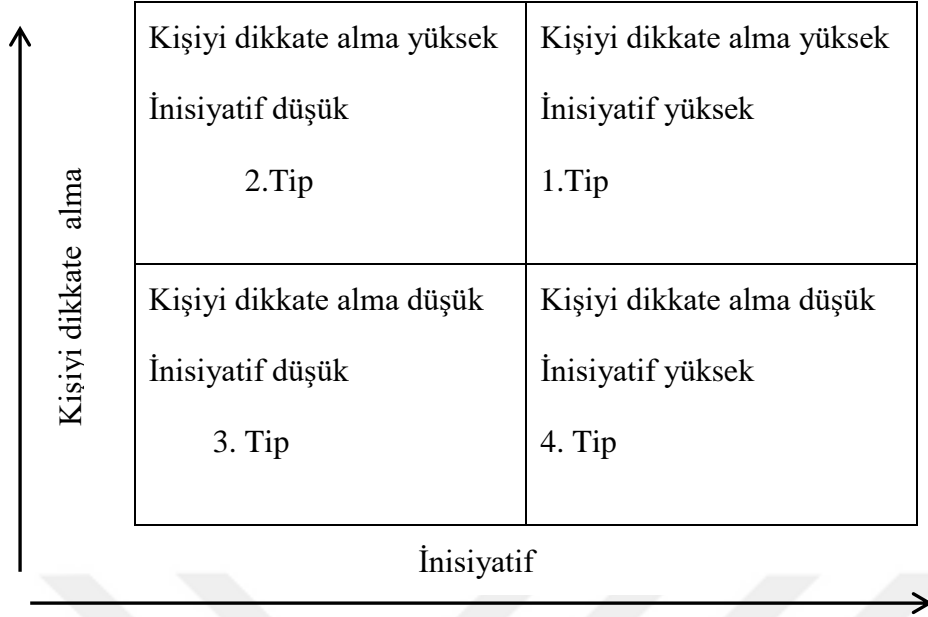 Kişiyi dikkate alma yüksek
İnisiyatif düşük
2.Tip
Kişiyi dikkate alma yüksek
İnisiyatif yüksek
1.Tip
Kişiyi dikkate alma
Kişiyi dikkate alma düşük
İnisiyatif düşük
3. Tip
Kişiyi dikkate alma düşük
İnisiyatif yüksek
4. Tip
İnisiyatif